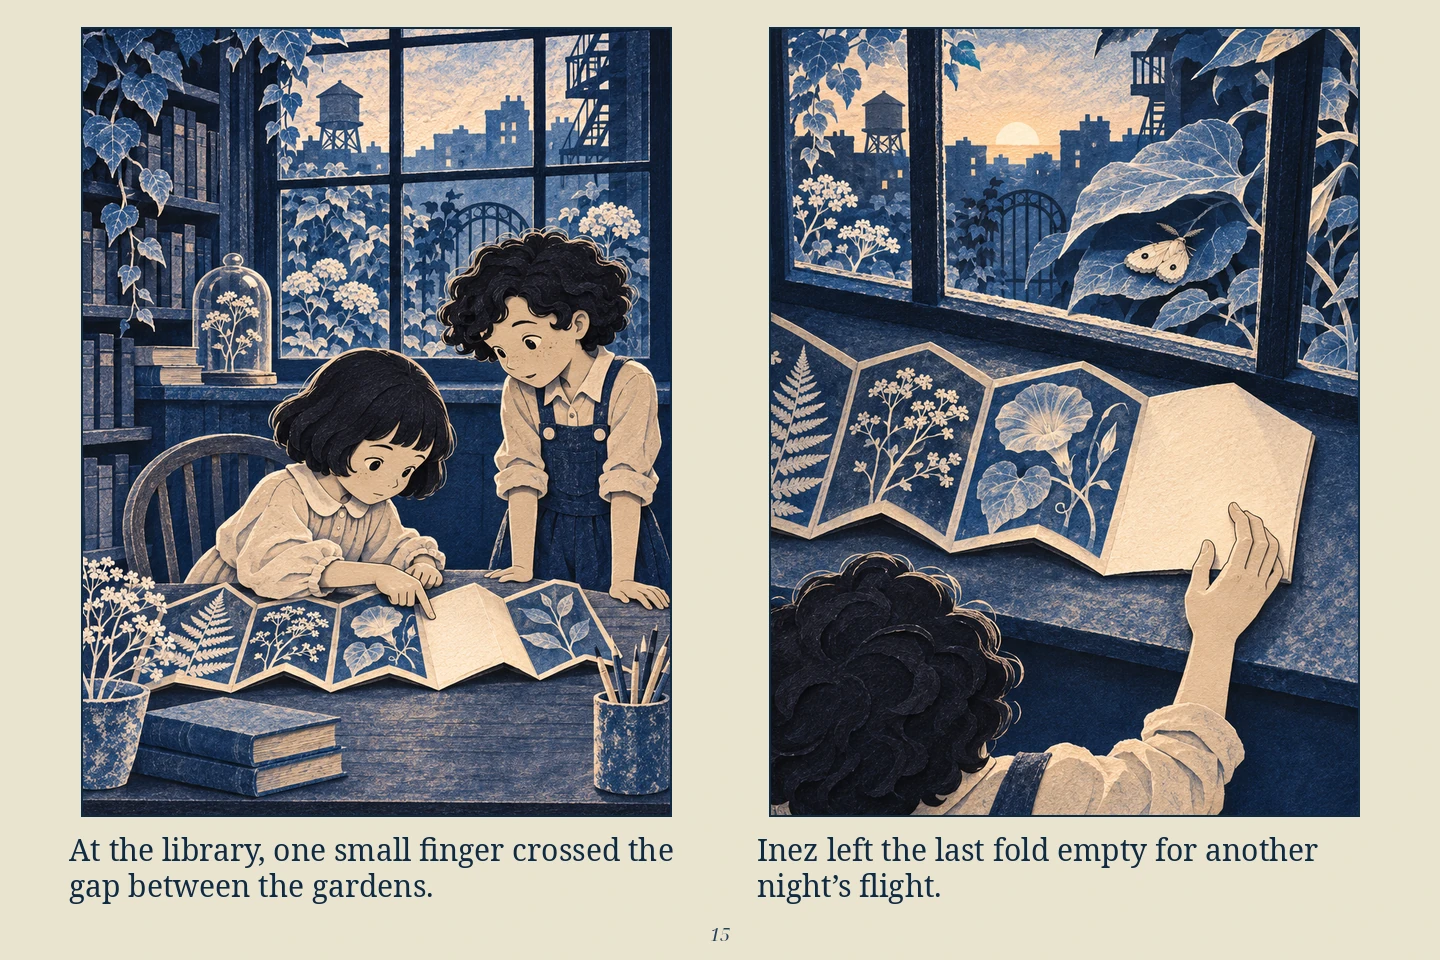 At the library, one small finger crossed the
gap between the gardens.
Inez left the last fold empty for another
night’s flight.
15